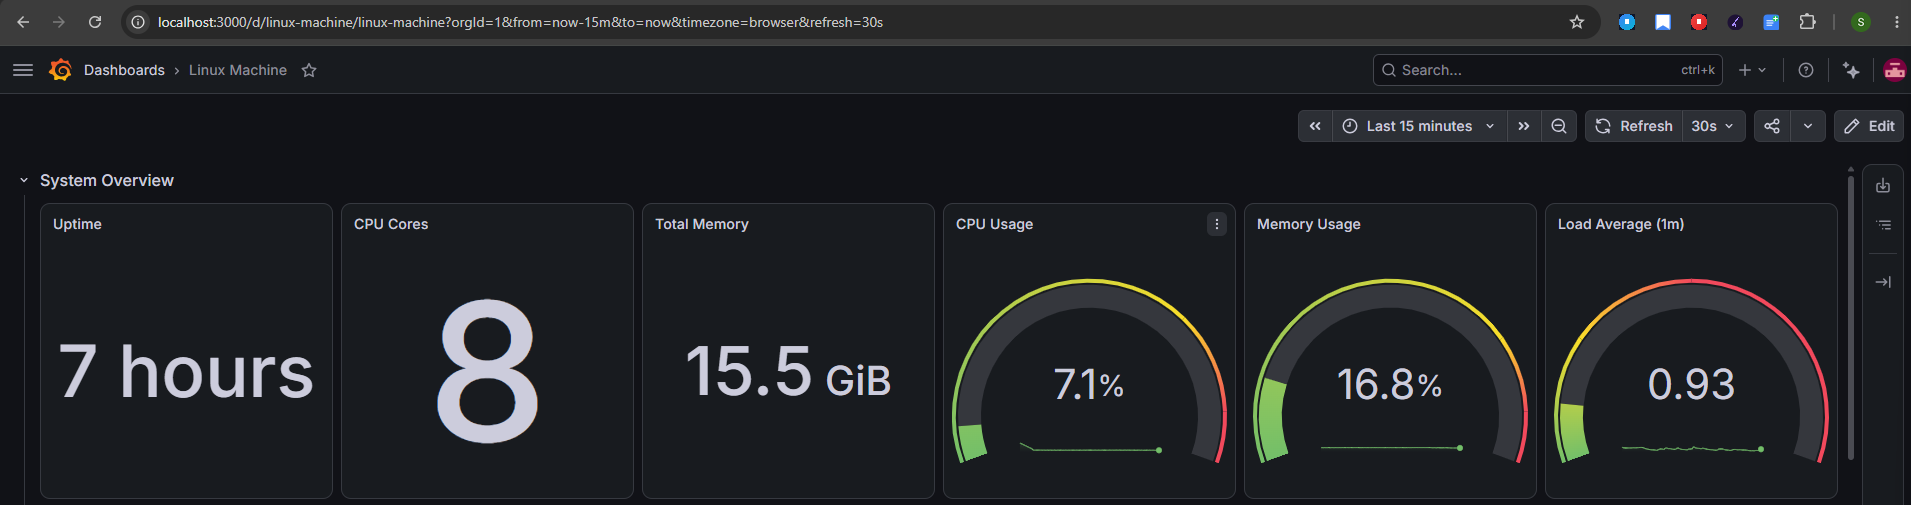 localhost:3000/d/linux-machine/linux-machine?orgId=1&from=now-15m&to=now&timezone=browser&refresh=30s
S
Dashboards › Linux Machine
Search... ctrl+k
Last 15 minutes
Refresh 30s
Edit
System Overview
Uptime
7 hours
CPU Cores
8
Total Memory
15.5 GiB
CPU Usage
7.1%
Memory Usage
16.8%
Load Average (1m)
0.93